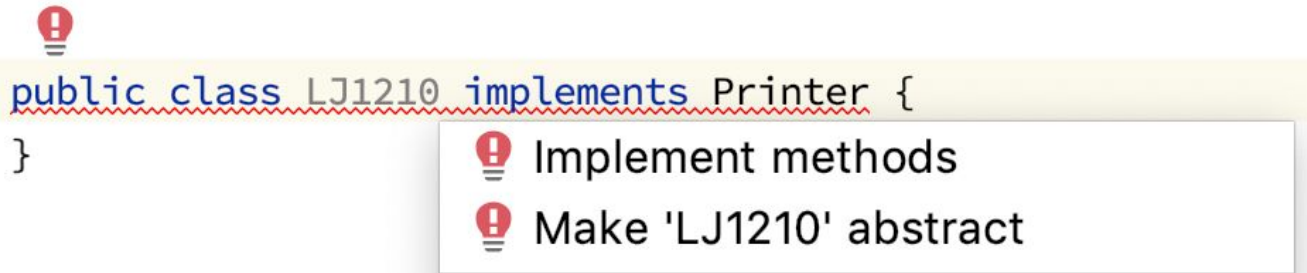 public class LJ1210 implements Printer {
}
Implement methods
Make 'LJ1210' abstract